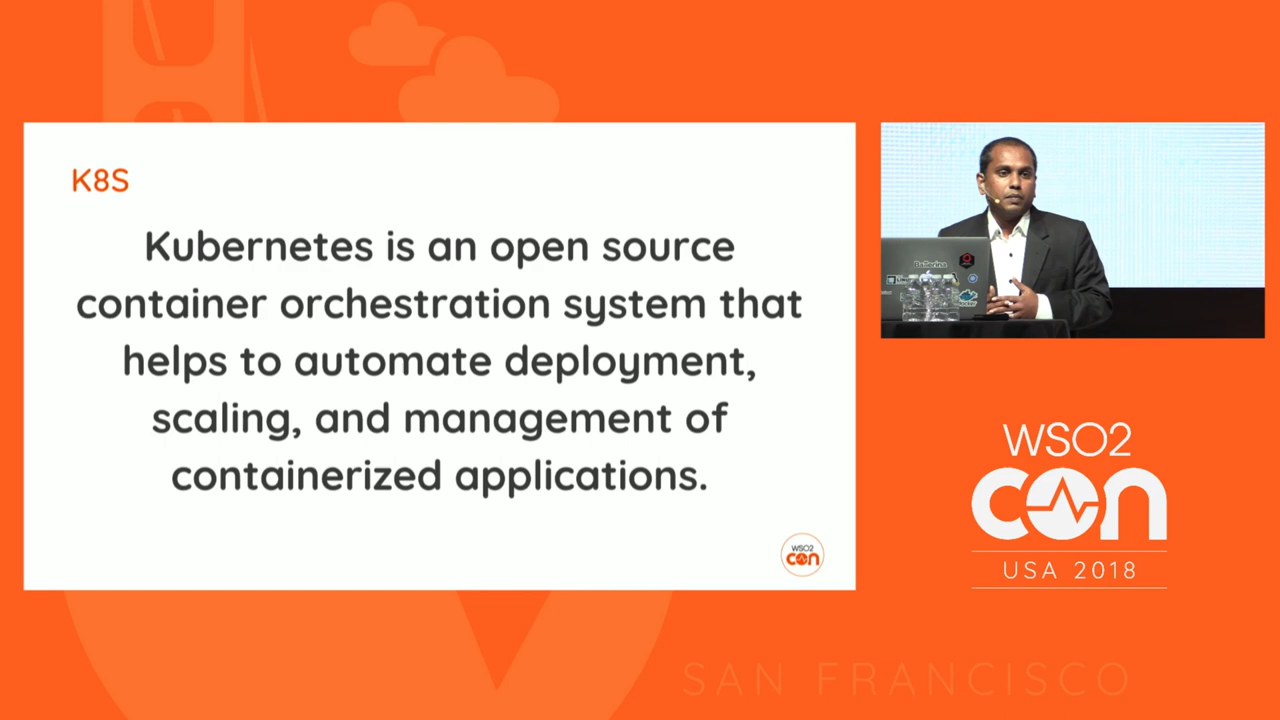 K8S
Kubernetes is an open source
container orchestration system that
helps to automate deployment,
scaling, and management of
containerized applications.
WSO2
con
WSO2
con
USA 2018
SAN FRANCISCO